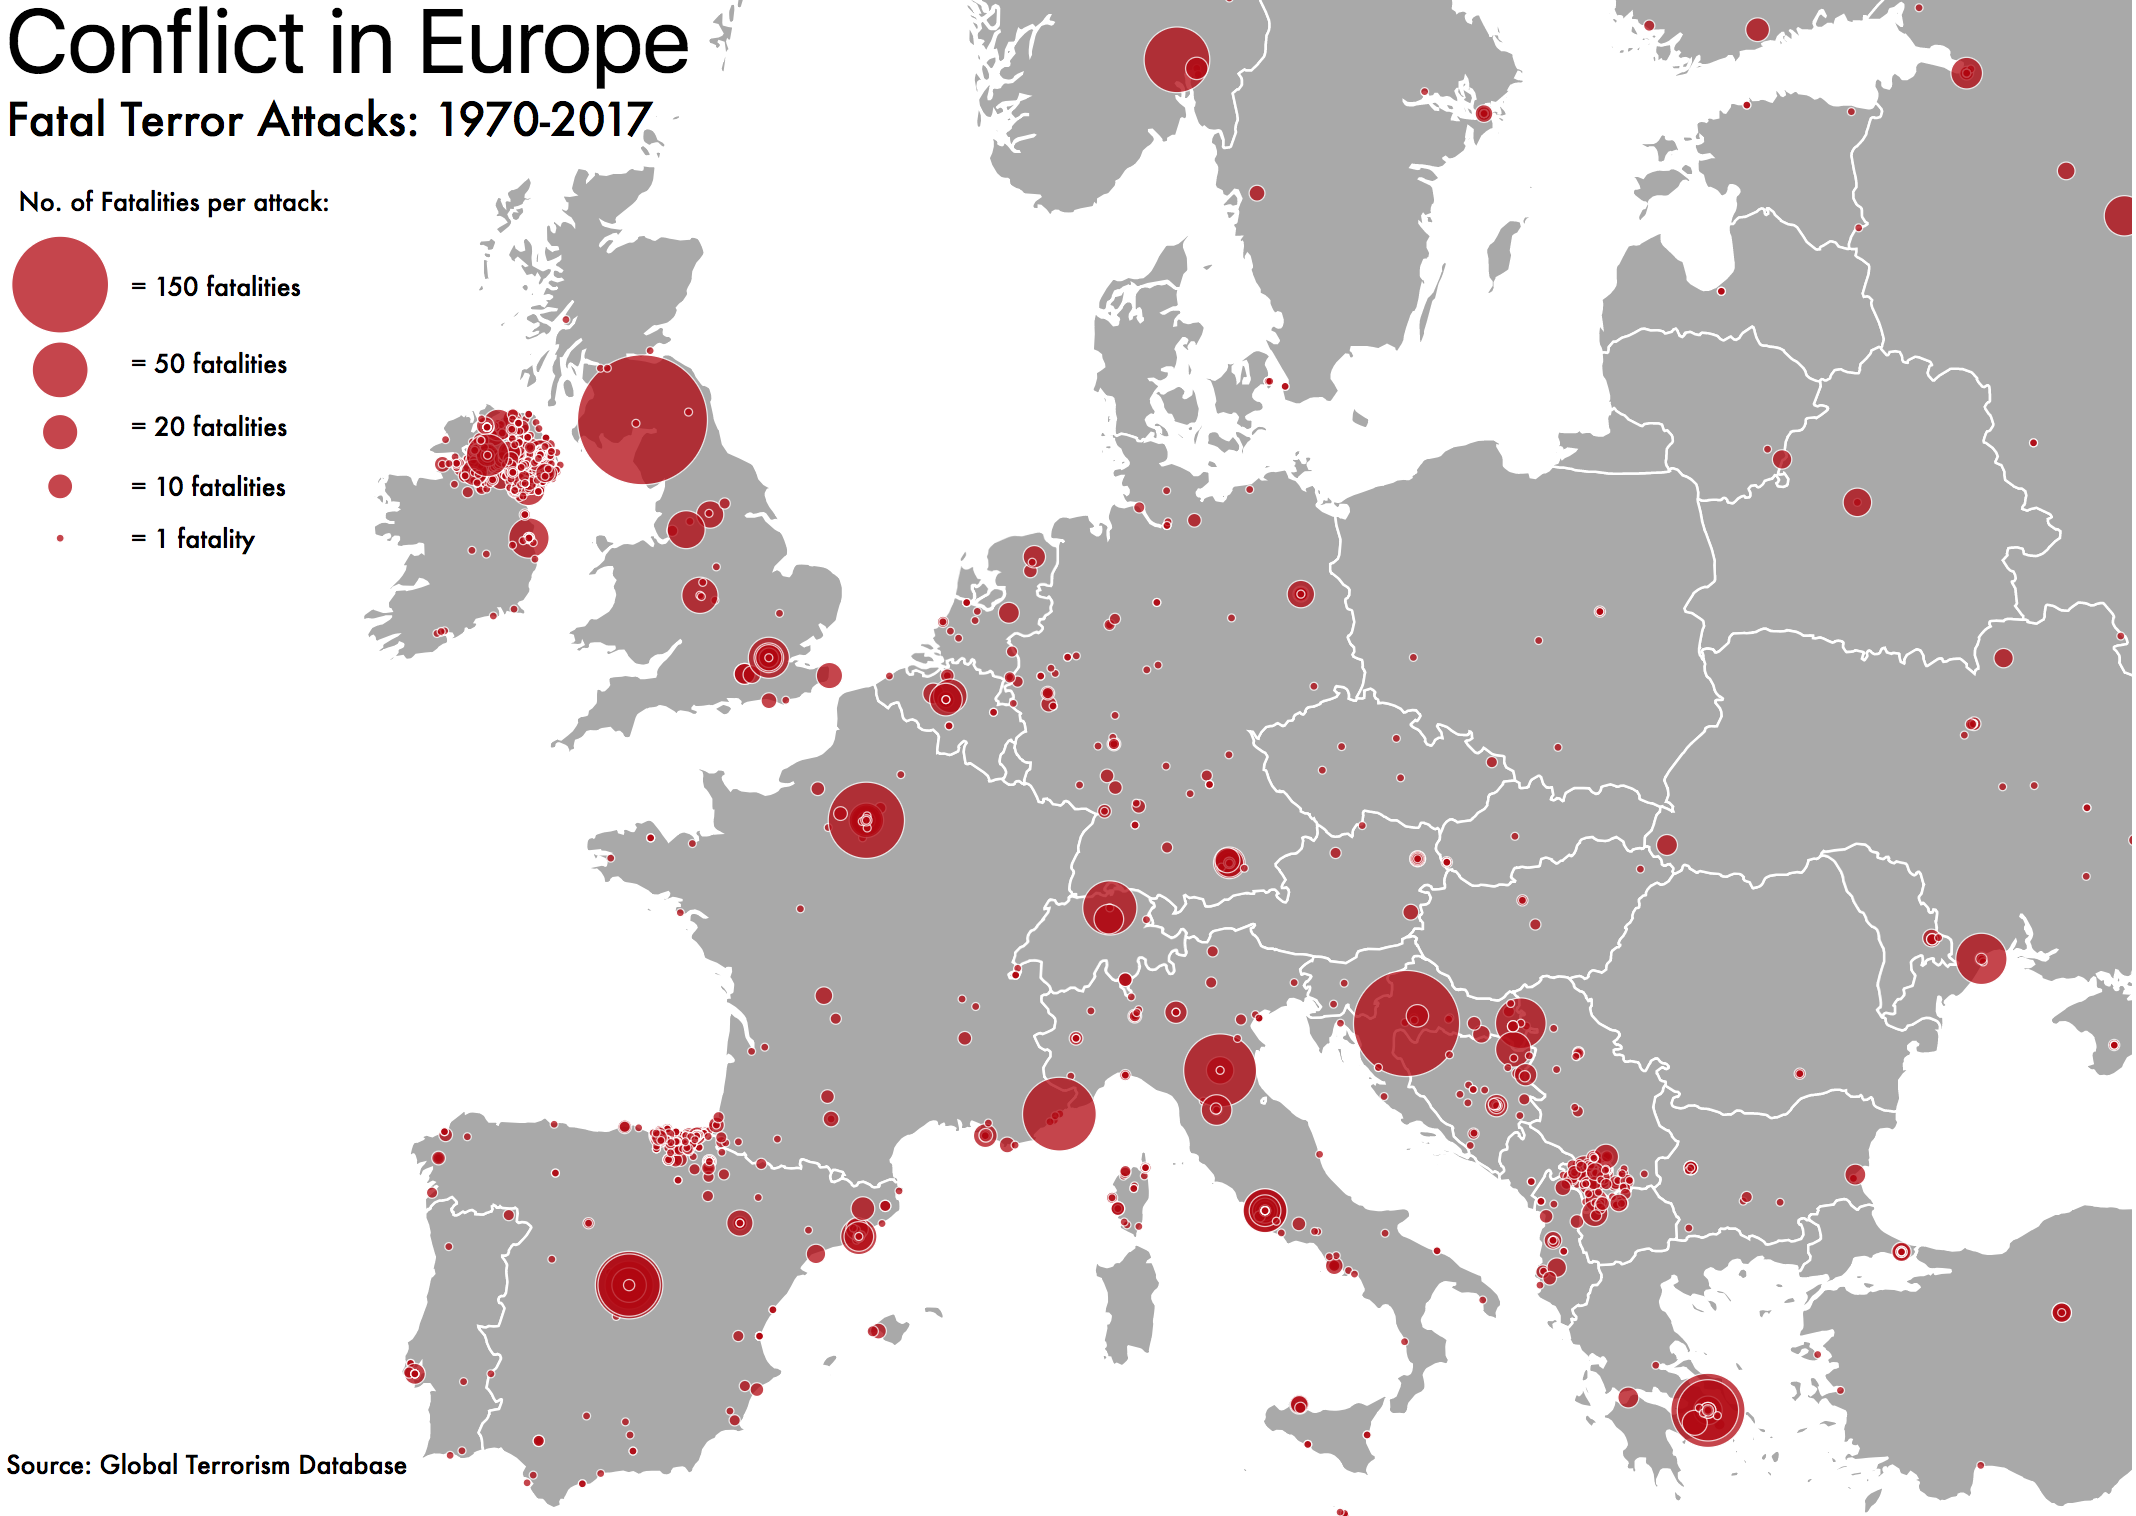 Conflict in Europe
Fatal Terror Attacks: 1970-2017
No. of Fatalities per attack:
= 150 fatalities
= 50 fatalities
= 20 fatalities
= 10 fatalities
= 1 fatality
Source: Global Terrorism Database